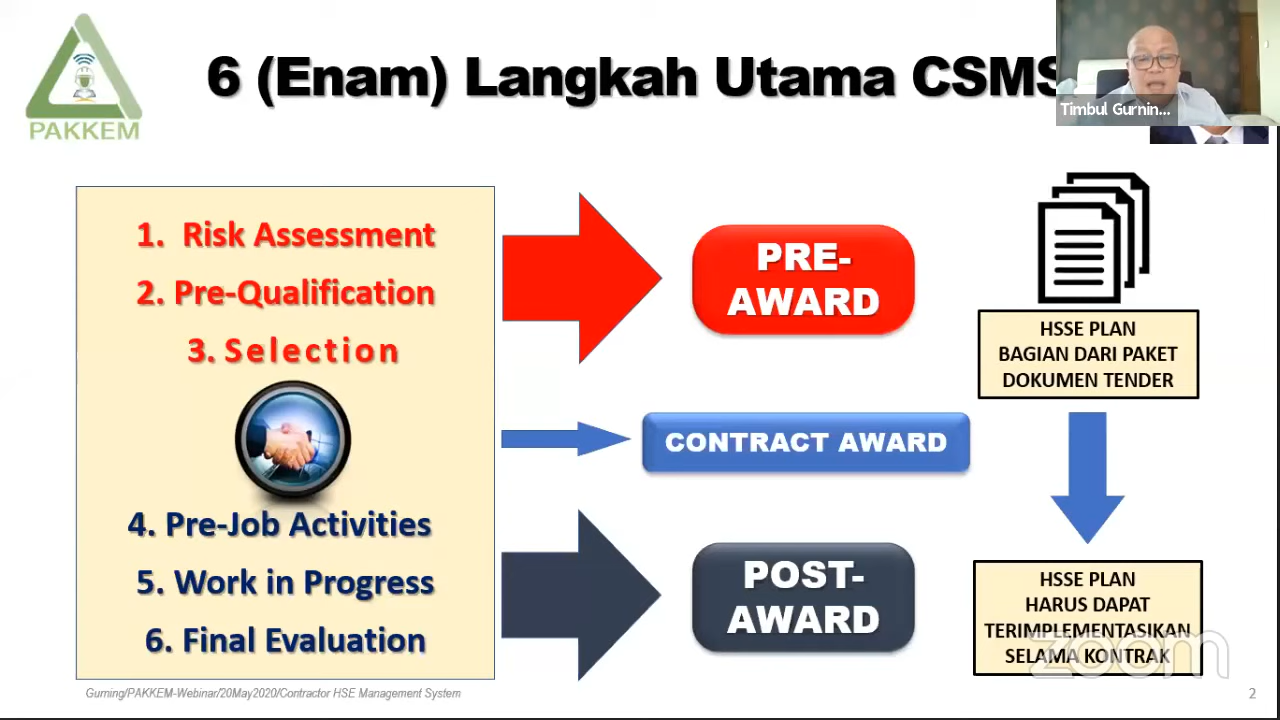 6 (Enam) Langkah Utama CSMS
Timbul Gurnin...
PAKKEM
1. Risk Assessment
2. Pre-Qualification
3. Selection
4. Pre-Job Activities
5. Work in Progress
6. Final Evaluation
PRE-
AWARD
CONTRACT AWARD
POST-
AWARD
HSSE PLAN
BAGIAN DARI PAKET
DOKUMEN TENDER
HSSE PLAN
HARUS DAPAT
TERIMPLEMENTASIKAN
SELAMA KONTRAK
zoom
Gurning/PAKKEM-Webinar/20May2020/Contractor HSE Management System
2